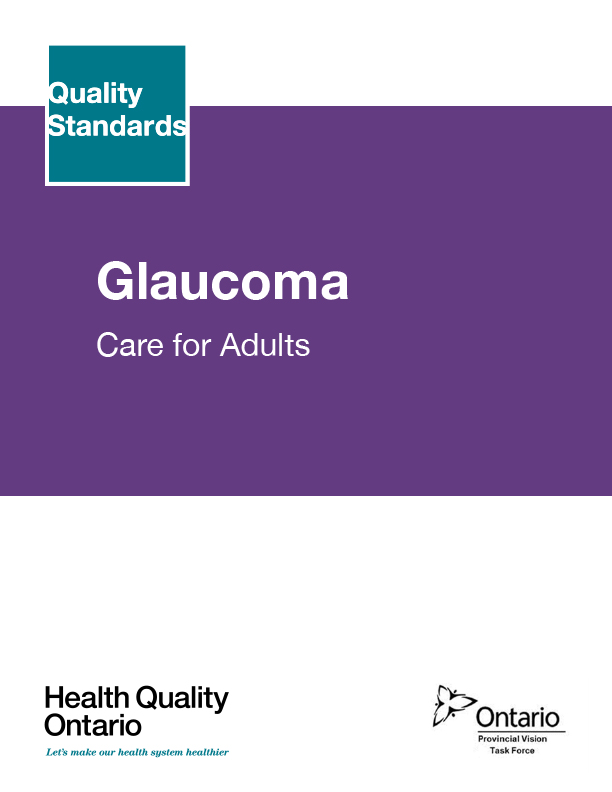 Quality
Standards
Glaucoma
Care for Adults
Health Quality
Ontario
Let's make our health system healthier
Ontario
Provincial Vision
Task Force